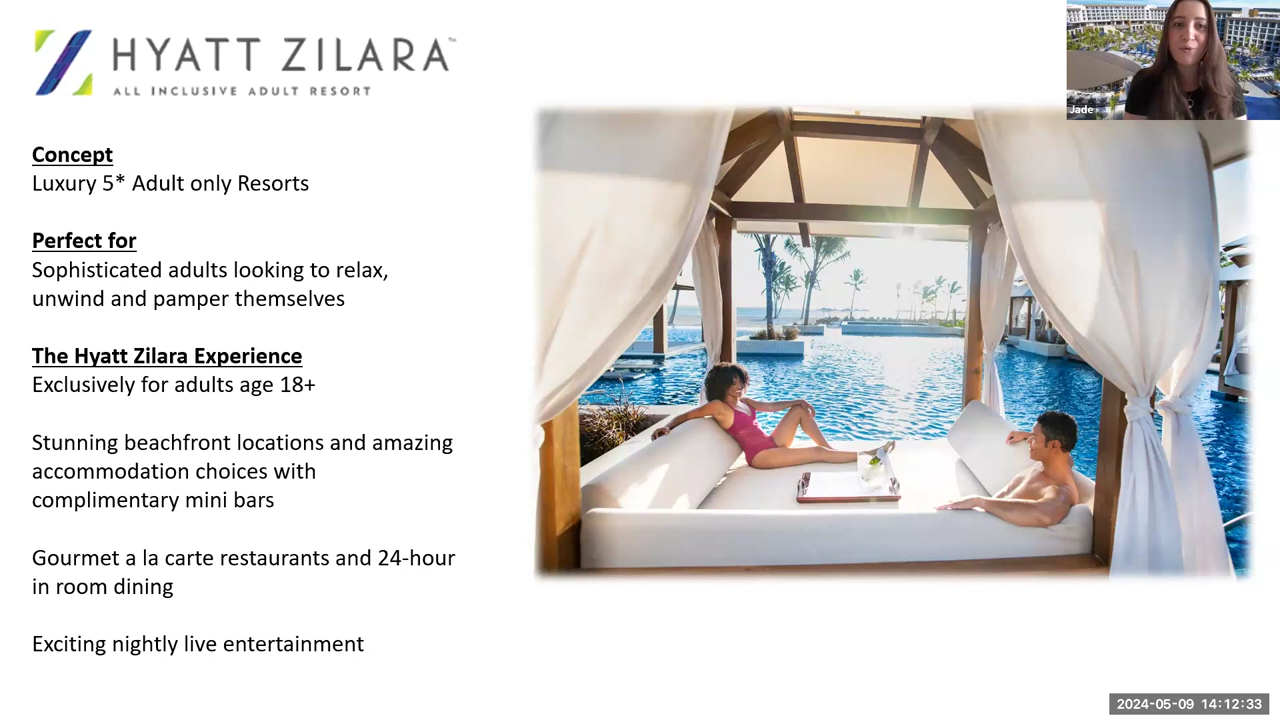 HYATT ZILARA™
ALL INCLUSIVE ADULT RESORT
Jade
Concept
Luxury 5* Adult only Resorts
Perfect for
Sophisticated adults looking to relax,
unwind and pamper themselves
The Hyatt Zilara Experience
Exclusively for adults age 18+
Stunning beachfront locations and amazing
accommodation choices with
complimentary mini bars
Gourmet a la carte restaurants and 24-hour
in room dining
Exciting nightly live entertainment
2024-05-09 14:12:33